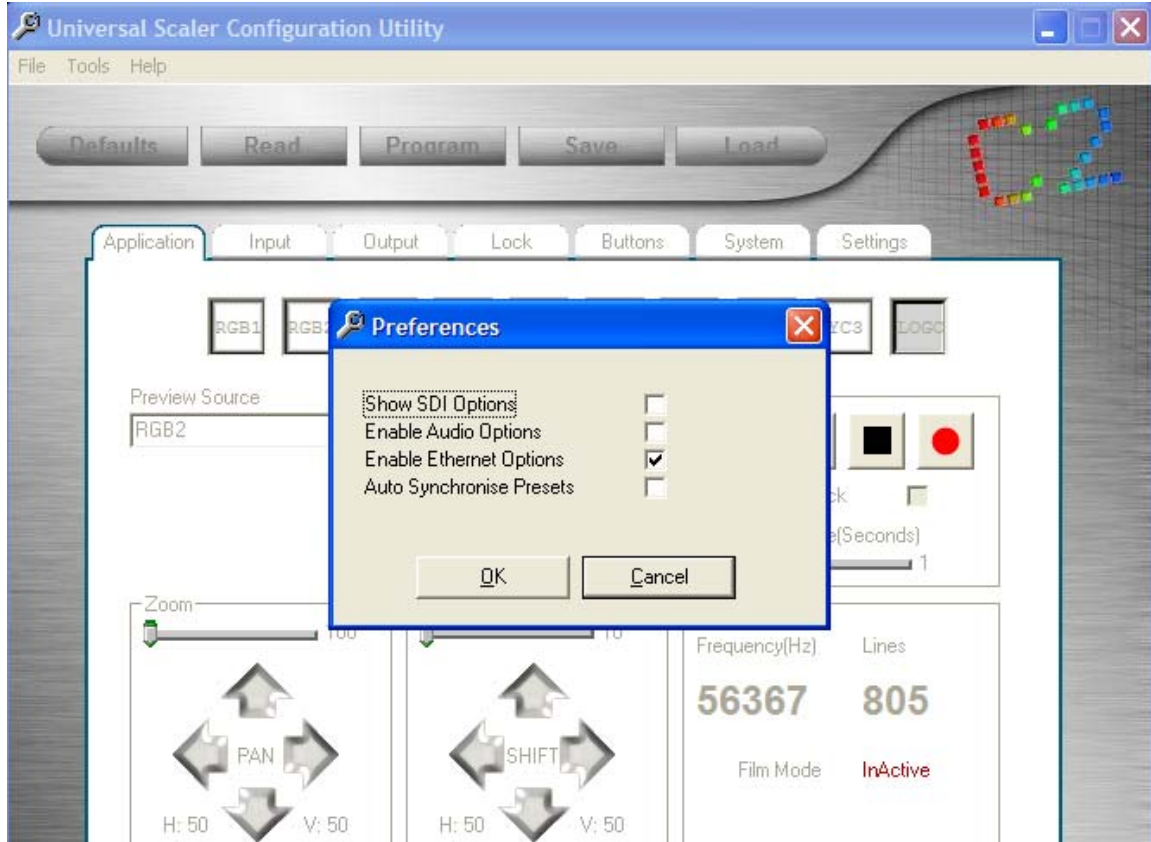 Universal Scaler Configuration Utility
File Tools Help
Defaults Read Program Save Load
C2
Application Input Output Lock Buttons System Settings
RGB1 YC3
Preview Source
RGB2
Preferences
Show SDI Options
Enable Audio Options
Enable Ethernet Options
Auto Synchronise Presets
OK Cancel
(Seconds)
1
Zoom
100
Frequency(Hz) Lines
56367 805
PAN
SHIFT
Film Mode InActive
H: 50 V: 50
H: 50 V: 50